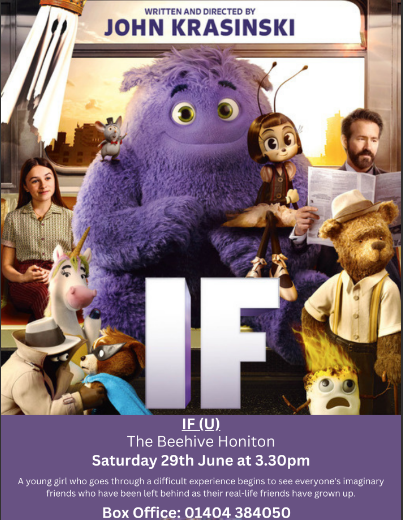 WRITTEN AND DIRECTED BY
JOHN KRASINSKI
IF
IF (U)
The Beehive Honiton
Saturday 29th June at 3.30pm
A young girl who goes through a difficult experience begins to see everyone's imaginary
friends who have been left behind as their real-life friends have grown up.
Box Office: 01404 384050